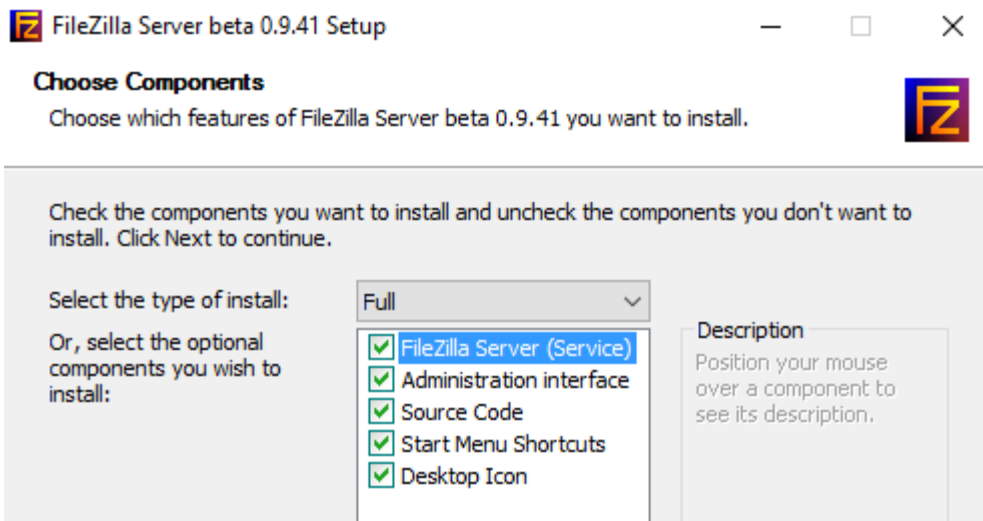 FileZilla Server beta 0.9.41 Setup
Choose Components
Choose which features of FileZilla Server beta 0.9.41 you want to install.
Check the components you want to install and uncheck the components you don't want to
install. Click Next to continue.
Select the type of install:
Full
Or, select the optional
components you wish to
install:
FileZilla Server (Service)
Administration interface
Source Code
Start Menu Shortcuts
Desktop Icon
Description
Position your mouse
over a component to
see its description.